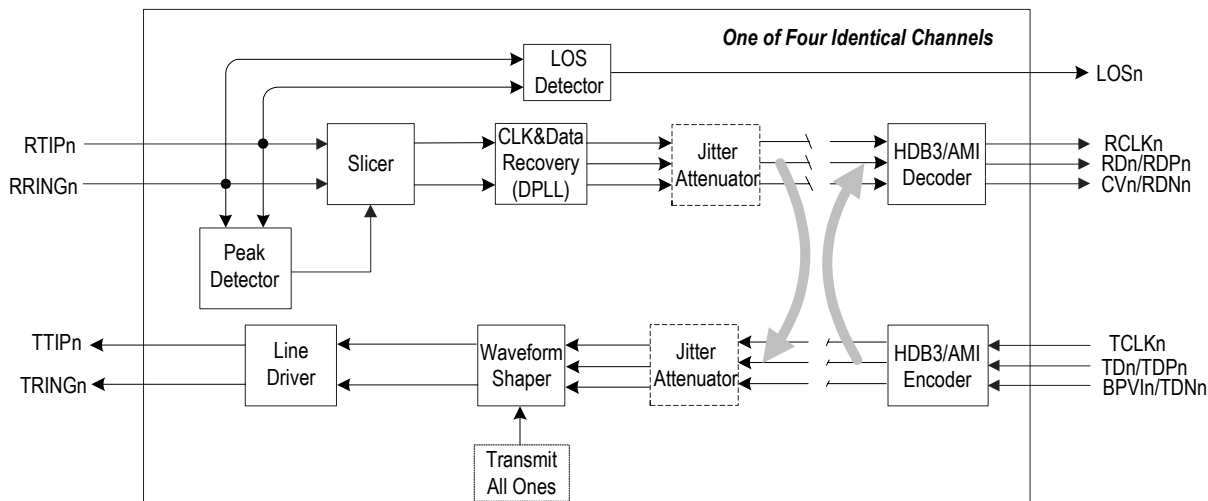 One of Four Identical Channels
LOS
Detector
LOSn
RTIPn
RRINGn
Slicer
CLK&Data
Recovery
(DPLL)
Jitter
Attenuator
HDB3/AMI
Decoder
RCLKn
RDn/RDPn
CVn/RDNn
Peak
Detector
TTIPn
TRINGn
Line
Driver
Waveform
Shaper
Jitter
Attenuator
HDB3/AMI
Encoder
TCLKn
TDn/TDPn
BPVIn/TDNn
Transmit
All Ones